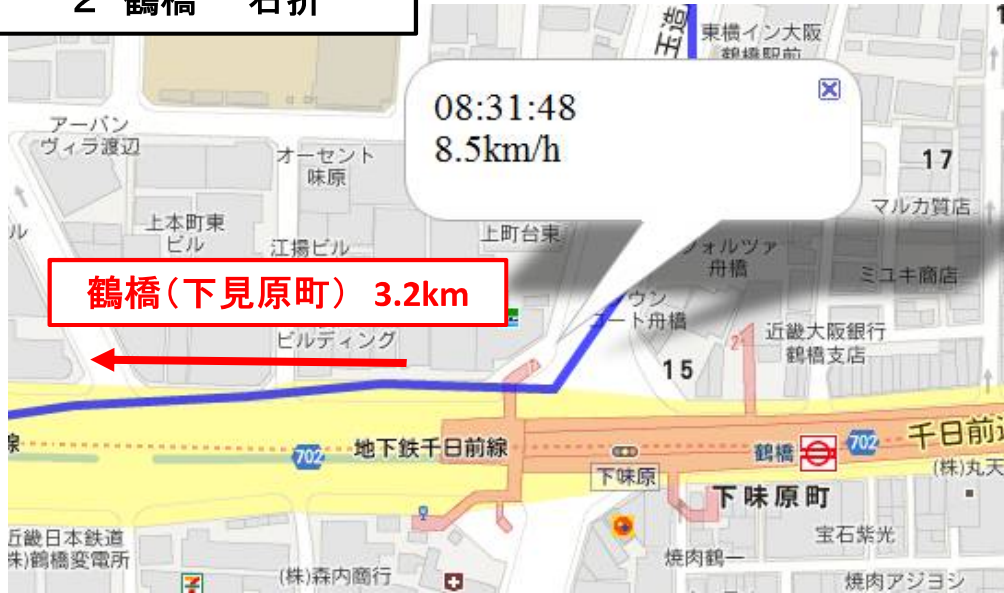 2 鶴橋 右折
玉造
東横イン大阪
鶴橋駅前
08:31:48
8.5km/h
アーバン
ヴィラ渡辺
オーセント
味原
17
マルカ質店
上本町東
ビル
江揚ビル
上町台東
フォルツァ
舟橋
ミユキ商店
ル
鶴橋(下見原町) 3.2km
ウン
コート舟橋
ビルディング
近畿大阪銀行
鶴橋支店
2
15
線
702
地下鉄千日前線
下味原
鶴橋
702
千日前通
(株)丸天
下味原町
近畿日本鉄道
(株)鶴橋変電所
宝石紫光
焼肉鶴一
(株)森内商行
7
焼肉アジヨシ